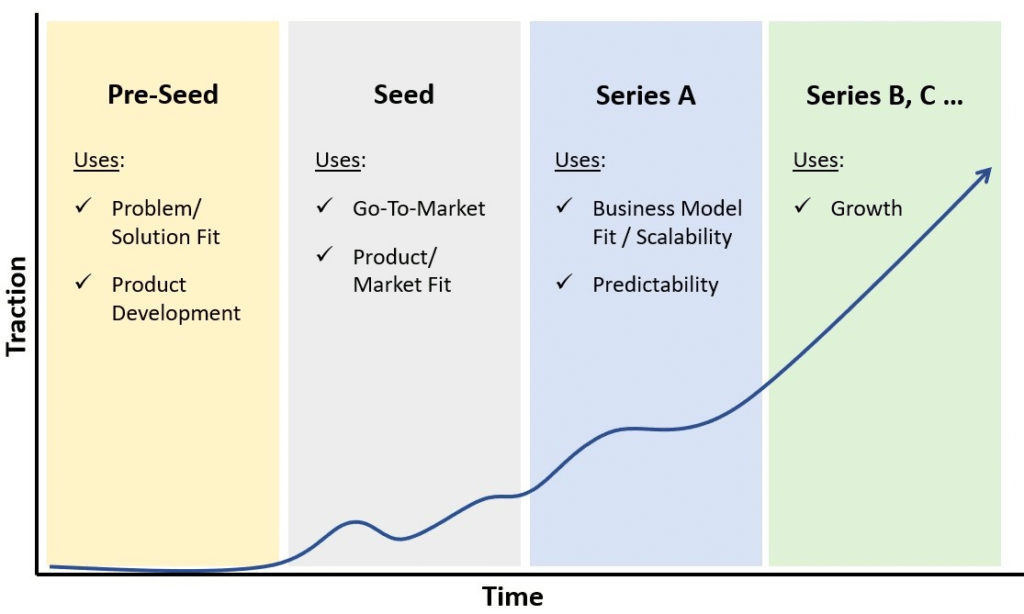 Pre-Seed
Uses:
✓ Problem/
Solution Fit
✓ Product
Development
Seed
Uses:
✓ Go-To-Market
✓ Product/
Market Fit
Series A
Uses:
✓ Business Model
Fit / Scalability
✓ Predictability
Series B, C ...
Uses:
✓ Growth
Traction
Time